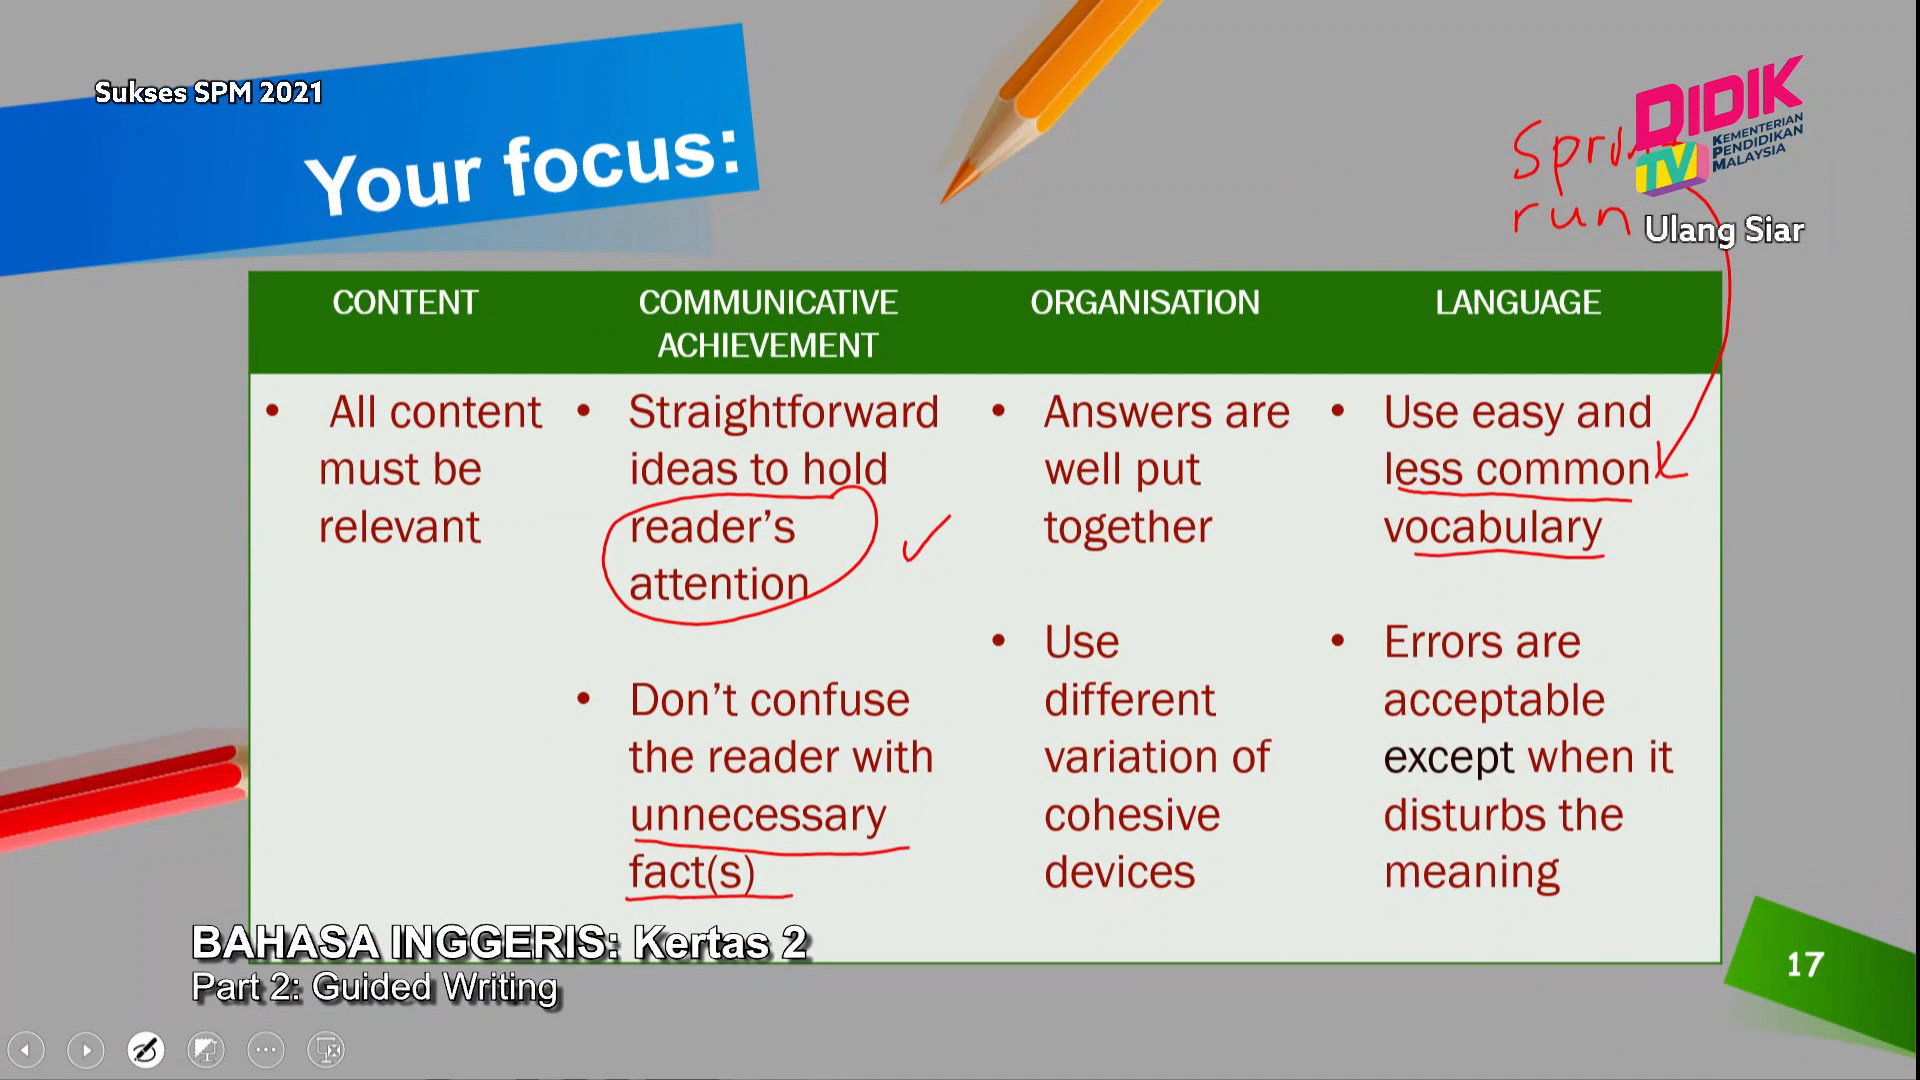 Sukses SPM 2021
Your focus:
DIDIK
TV
KEMENTERIAN
PENDIDIKAN
MALAYSIA
run
Ulang Siar
CONTENT
All content
must be
relevant
COMMUNICATIVE
ACHIEVEMENT
• Straightforward
ideas to hold
reader’s
attention
• Don’t confuse
the reader with
unnecessary
fact(s)
ORGANISATION
• Answers are
well put
together
• Use
different
variation of
cohesive
devices
LANGUAGE
• Use easy and
less common
vocabulary
• Errors are
acceptable
except when it
disturbs the
meaning
BAHASA INGGERIS: Kertas 2
Part 2: Guided Writing
17